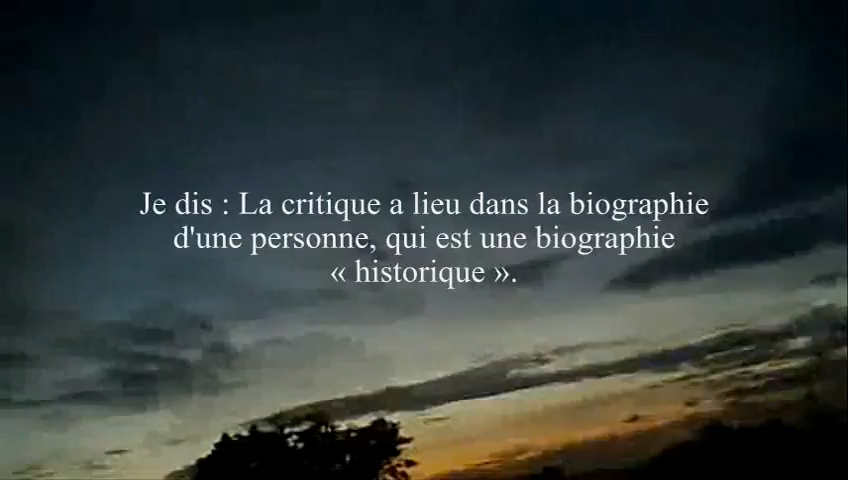 Je dis : La critique a lieu dans la biographie
d'une personne, qui est une biographie
« historique ».